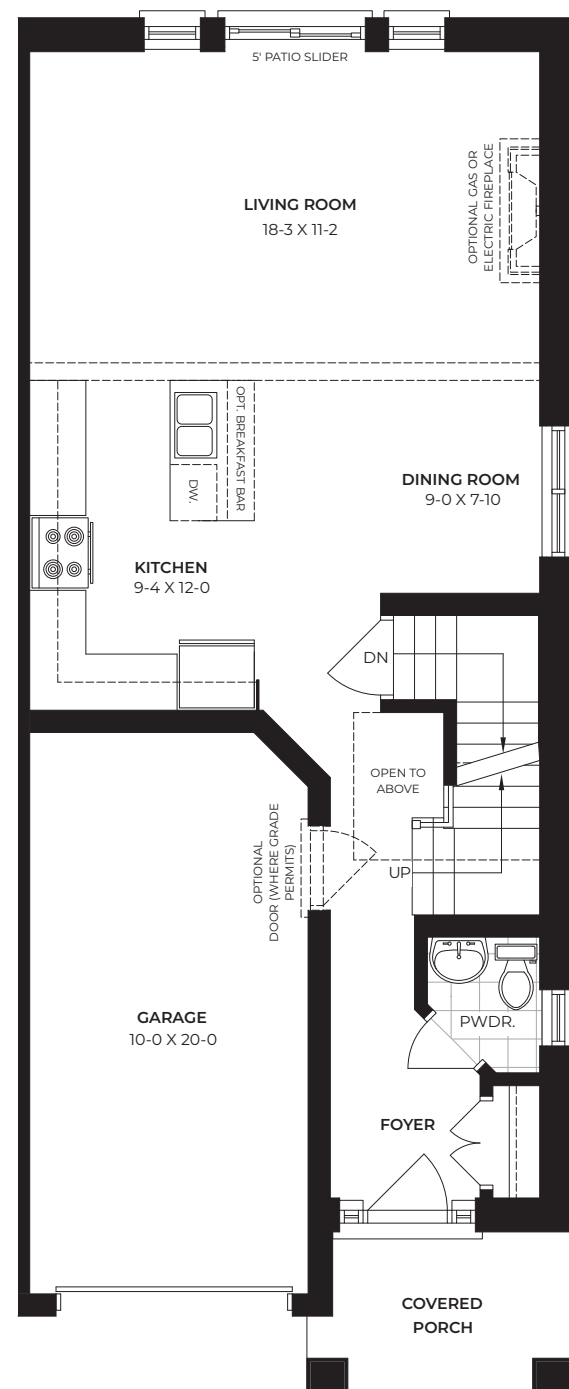 5' PATIO SLIDER
LIVING ROOM
18-3 X 11-2
OPTIONAL GAS OR
ELECTRIC FIREPLACE
OPT. BREAKFAST BAR
DW.
DINING ROOM
9-0 X 7-10
KITCHEN
9-4 X 12-0
DN
OPEN TO
ABOVE
OPTIONAL
DOOR (WHERE GRADE
PERMITS)
UP
GARAGE
10-0 X 20-0
PWDR.
FOYER
COVERED
PORCH